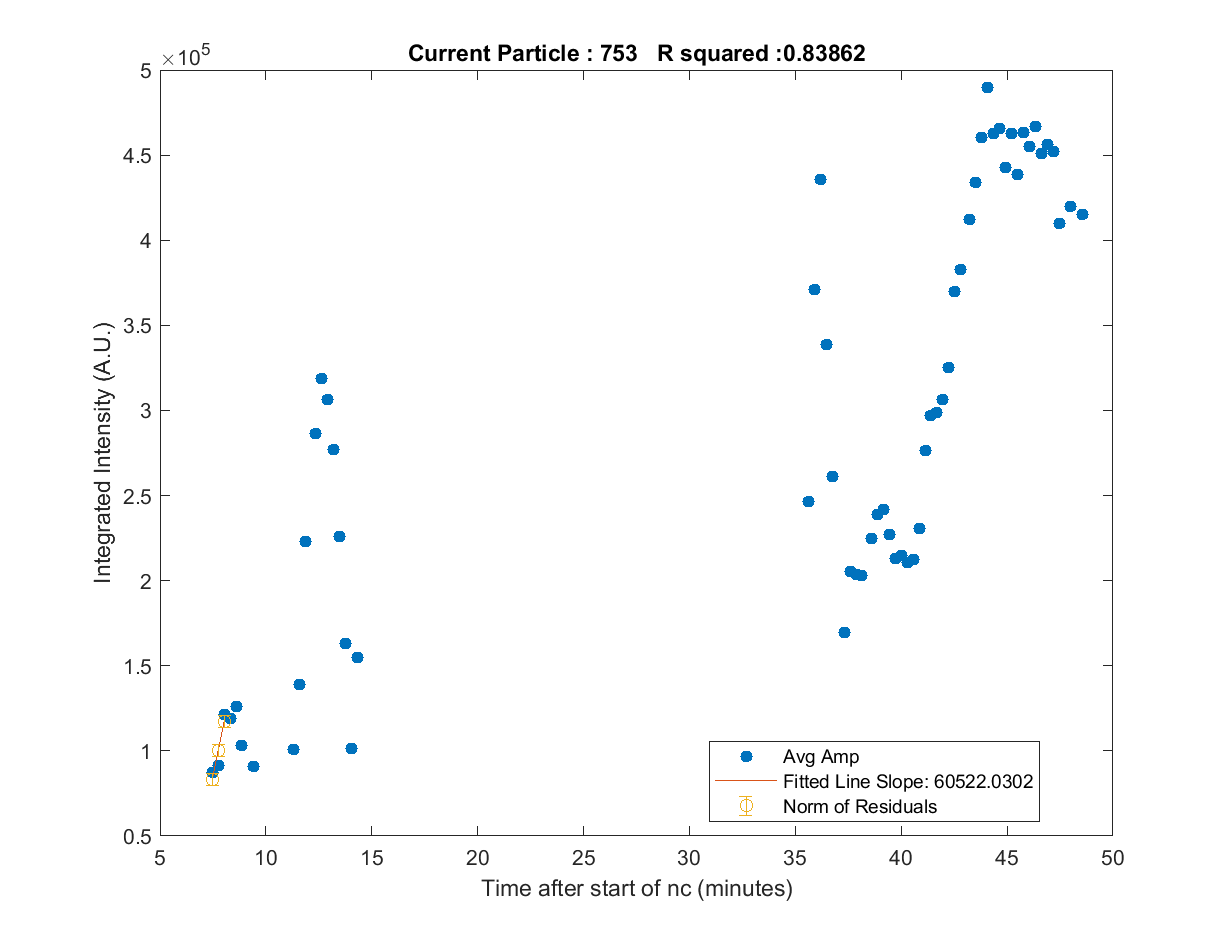 Current Particle : 753 R squared :0.83862
×10^5
5
4.5
4
3.5
3
2.5
2
1.5
1
0.5
Integrated Intensity (A.U.)
5 10 15 20 25 30 35 40 45 50
Time after start of nc (minutes)
Avg Amp
Fitted Line Slope: 60522.0302
Norm of Residuals